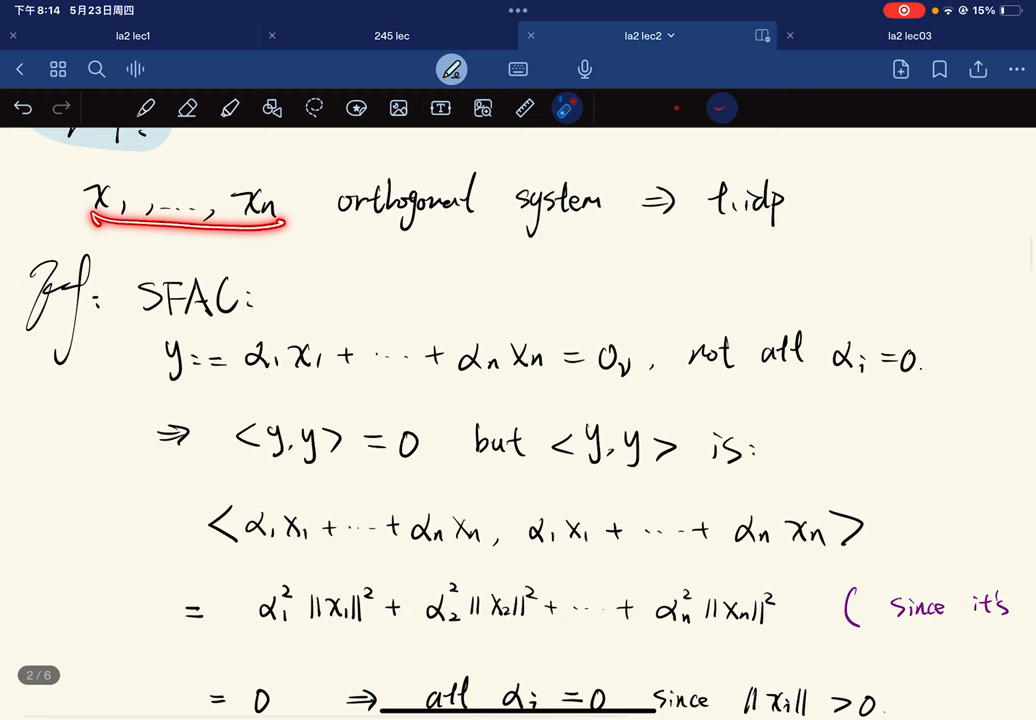 下午8:14 5月23日周四
15%
la2 lec1
245 lec
la2 lec2
la2 lec03
x₁, ..., xₙ orthogonal system ⇒ l.idp
Pf: SFAC:
y := α₁x₁ + ... + αₙxₙ = 0ᵥ, not all αᵢ = 0.
⇒ <y,y> = 0 but <y,y> is:
<α₁x₁ + ... + αₙxₙ, α₁x₁ + ... + αₙxₙ>
= α₁² ||x₁||² + α₂² ||x₂||² + ... + αₙ² ||xₙ||² ( since it's
= 0 ⇒ all αᵢ = 0 since ||xᵢ|| > 0.
2 / 6